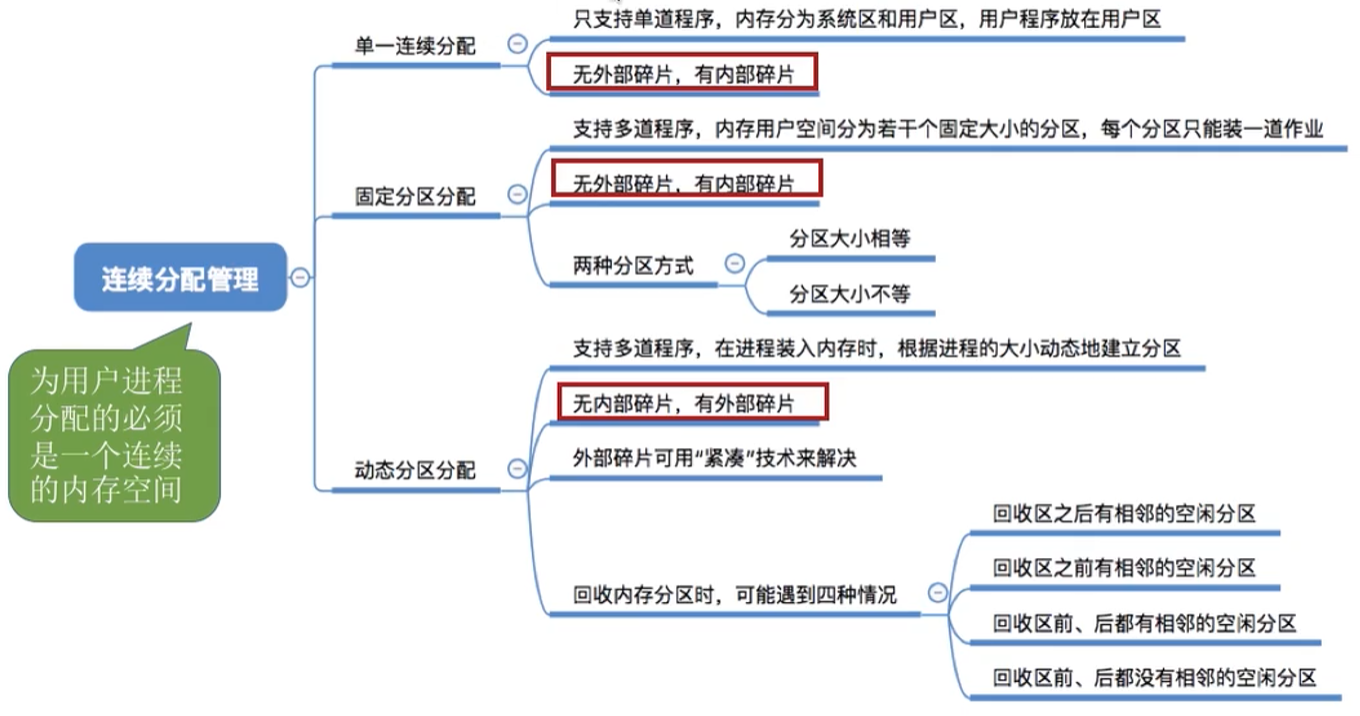 只支持单道程序，内存分为系统区和用户区，用户程序放在用户区
单一连续分配
无外部碎片，有内部碎片
支持多道程序，内存用户空间分为若干个固定大小的分区，每个分区只能装一道作业
固定分区分配
无外部碎片，有内部碎片
两种分区方式
分区大小相等
分区大小不等
连续分配管理
为用户进程
分配的必须
是一个连续
的内存空间
支持多道程序，在进程装入内存时，根据进程的大小动态地建立分区
无内部碎片，有外部碎片
动态分区分配
外部碎片可用“紧凑”技术来解决
回收内存分区时，可能遇到四种情况
回收区之后有相邻的空闲分区
回收区之前有相邻的空闲分区
回收区前、后都有相邻的空闲分区
回收区前、后都没有相邻的空闲分区